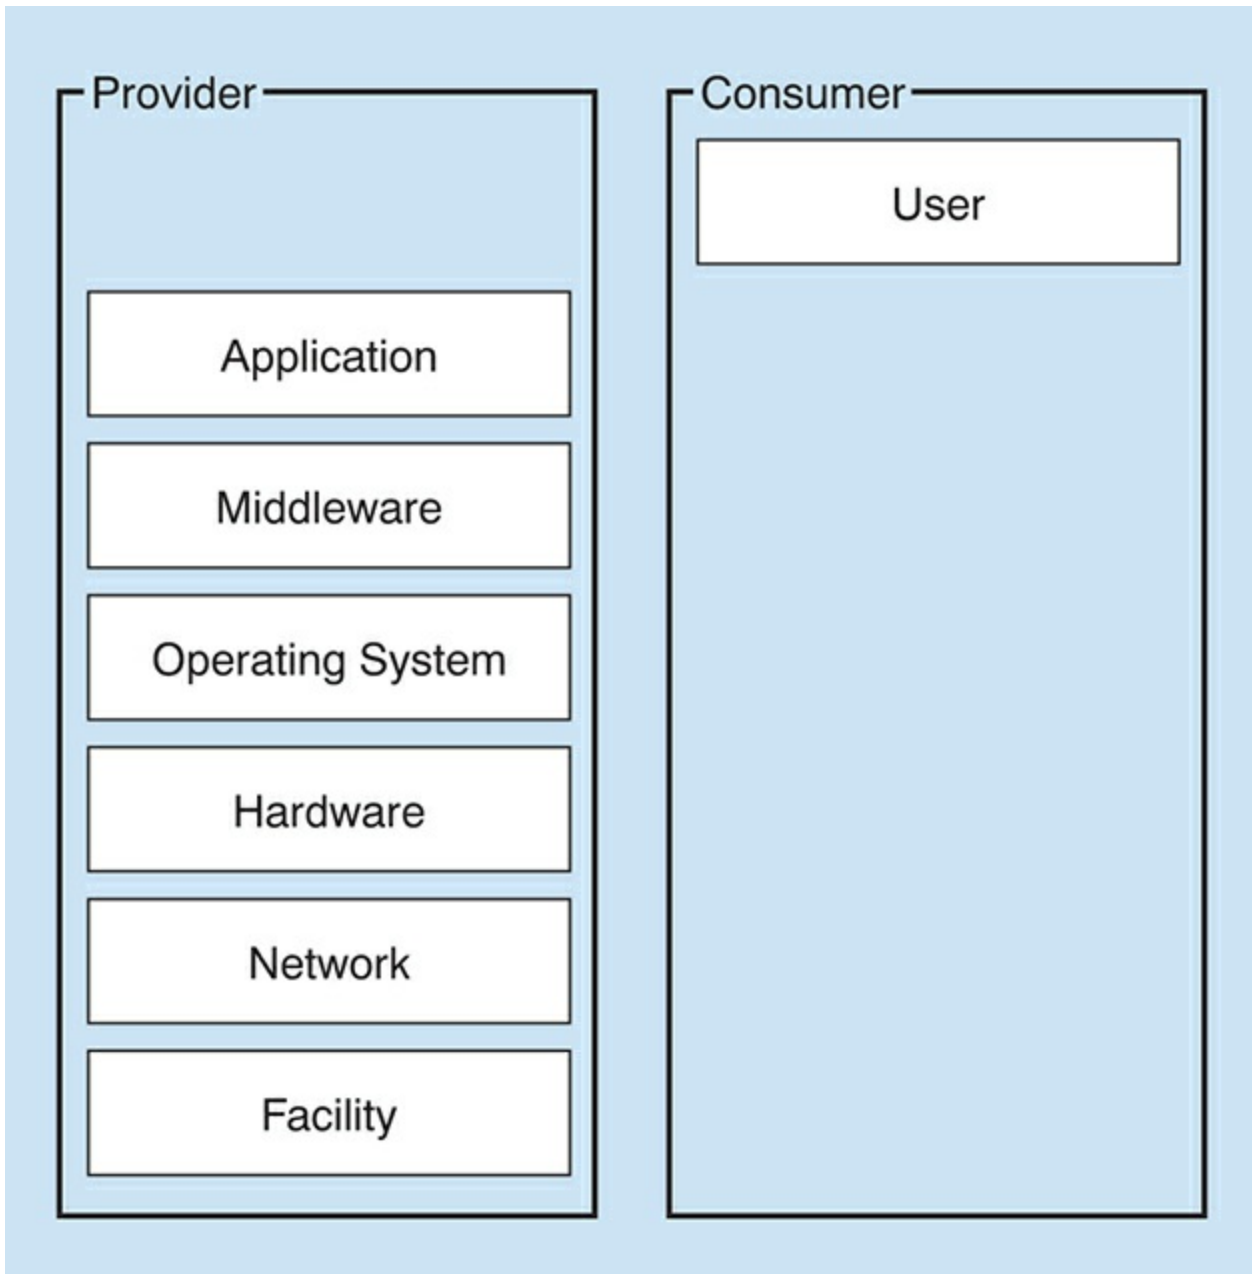 Provider
Application
Middleware
Operating System
Hardware
Network
Facility
Consumer
User